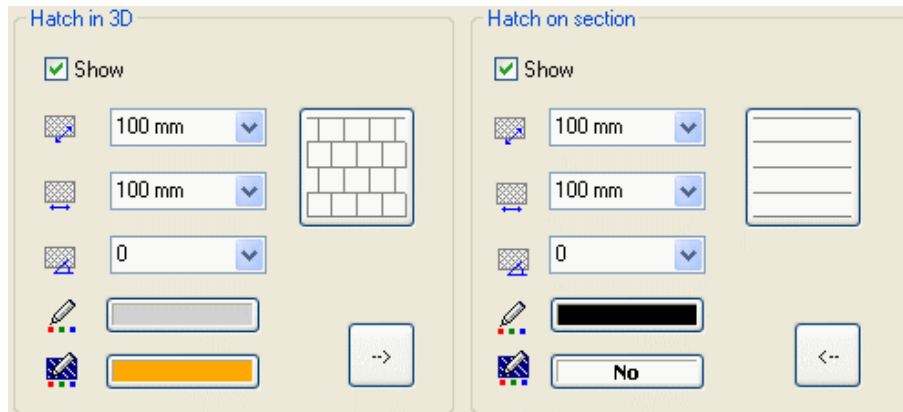 Hatch in 3D
Show
100 mm
100 mm
0
-->
Hatch on section
Show
100 mm
100 mm
0
No
<--